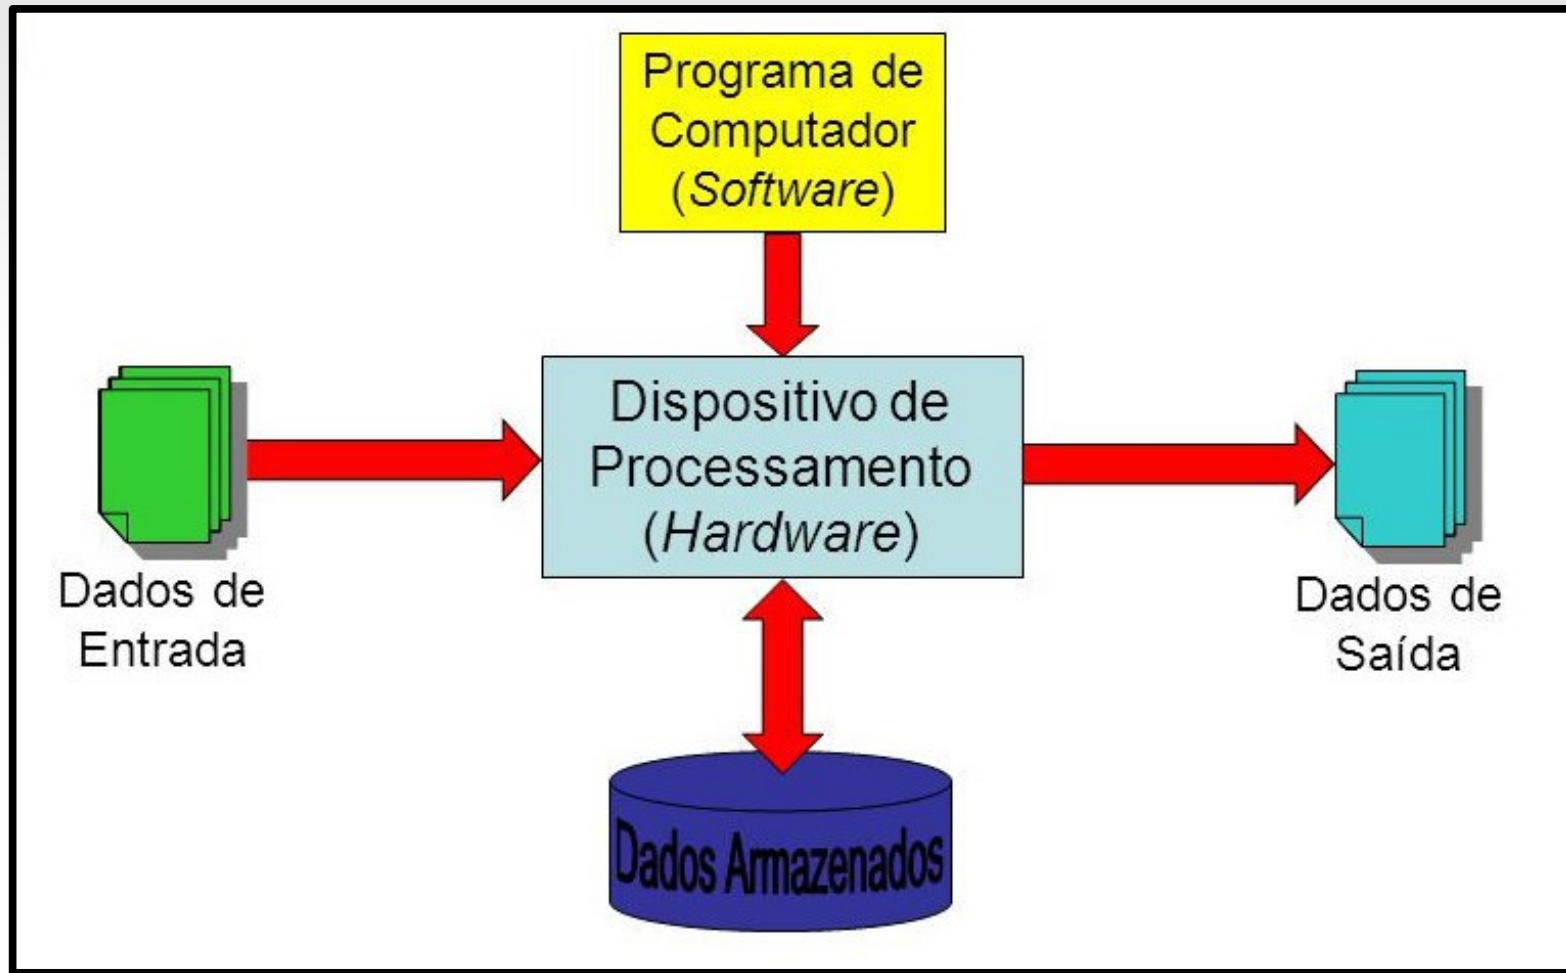 Programa de
Computador
(Software)
Dispositivo de
Processamento
(Hardware)
Dados de
Entrada
Dados de
Saída
Dados Armazenados